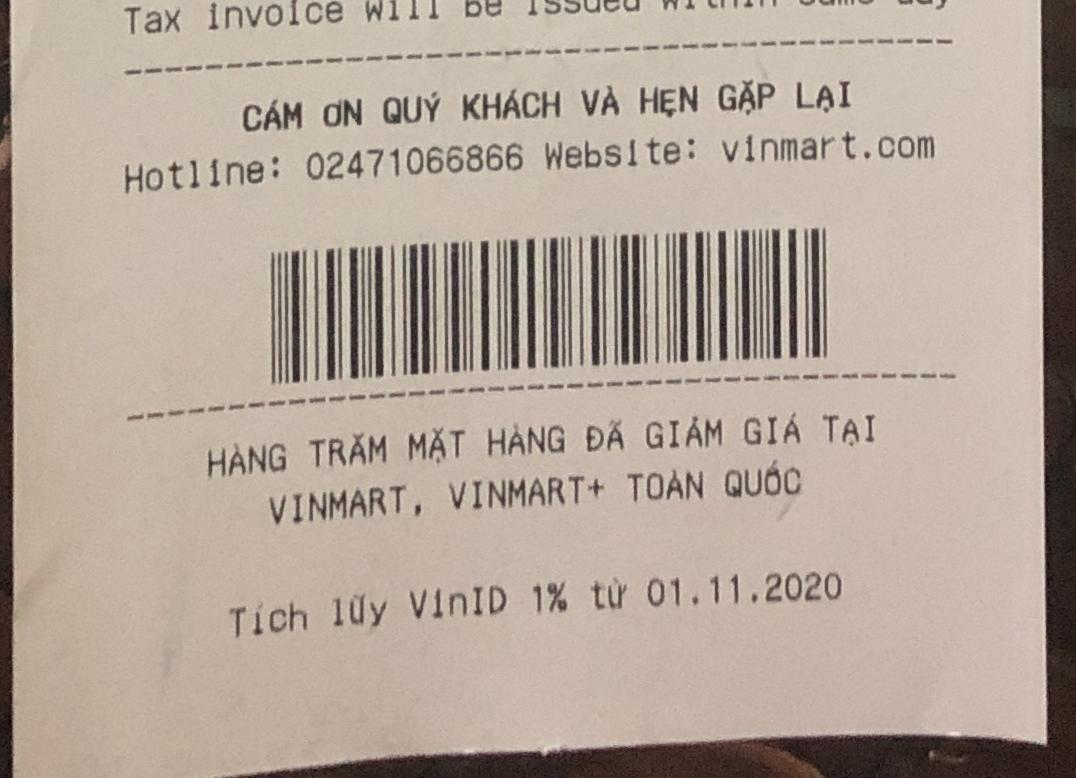 Tax invoice will be issued within same day
CÁM ƠN QUÝ KHÁCH VÀ HẸN GẶP LẠI
Hotline: 02471066866 Website: vinmart.com
HÀNG TRĂM MẶT HÀNG ĐÃ GIẢM GIÁ TẠI
VINMART, VINMART+ TOÀN QUỐC
Tích lũy VinID 1% từ 01.11.2020